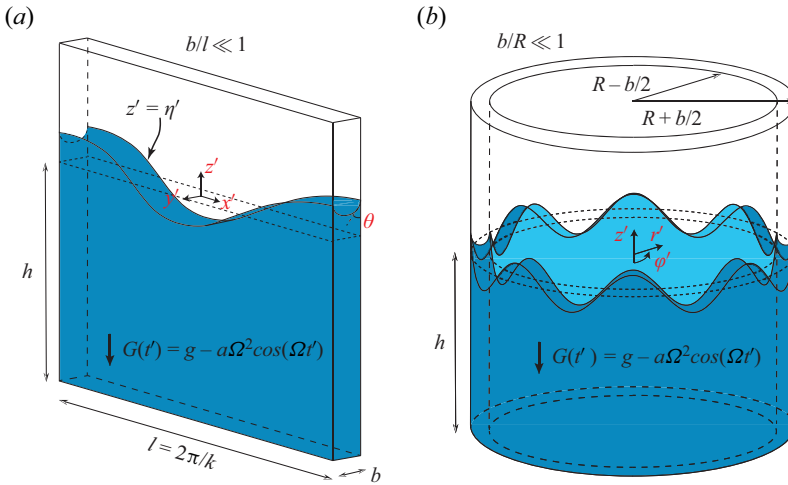 (a)
b/l ≪ 1
z′ = η′
z′
y′
x′
θ
h
G(t′) = g – aΩ²cos(Ωt′)
l = 2π/k
b
(b)
b/R ≪ 1
R – b/2
R + b/2
z′
r′
φ′
h
G(t′ ) = g – aΩ²cos(Ωt′)